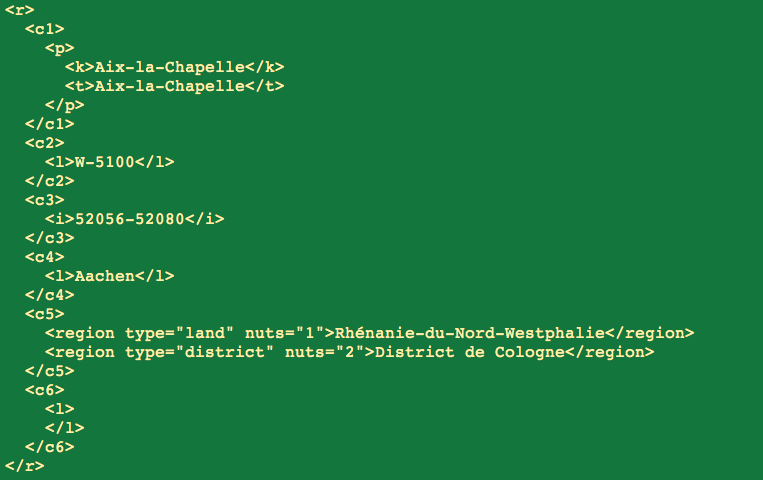 <r>
  <c1>
    <p>
      <k>Aix-la-Chapelle</k>
      <t>Aix-la-Chapelle</t>
    </p>
  </c1>
  <c2>
    <l>W-5100</l>
  </c2>
  <c3>
    <i>52056-52080</i>
  </c3>
  <c4>
    <l>Aachen</l>
  </c4>
  <c5>
    <region type="land" nuts="1">Rhénanie-du-Nord-Westphalie</region>
    <region type="district" nuts="2">District de Cologne</region>
  </c5>
  <c6>
    <l>
    </l>
  </c6>
</r>